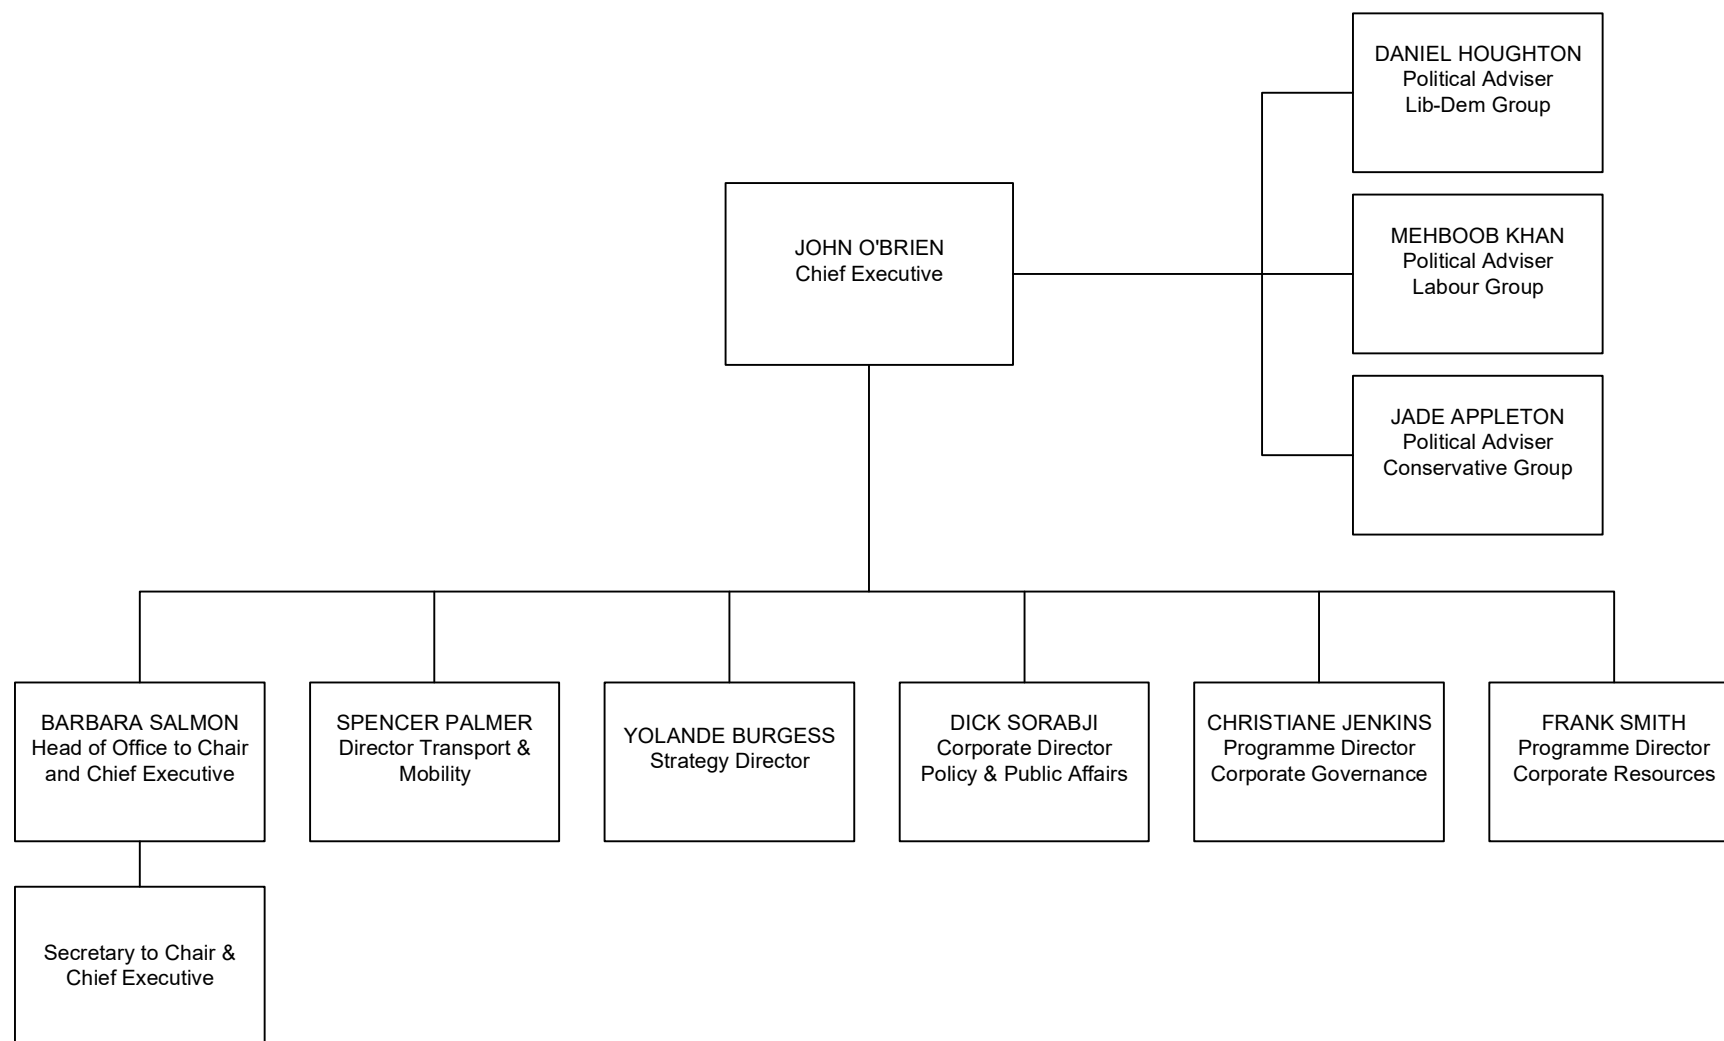 DANIEL HOUGHTON
Political Adviser
Lib-Dem Group
JOHN O'BRIEN
Chief Executive
MEHBOOB KHAN
Political Adviser
Labour Group
JADE APPLETON
Political Adviser
Conservative Group
BARBARA SALMON
Head of Office to Chair
and Chief Executive
SPENCER PALMER
Director Transport &
Mobility
YOLANDE BURGESS
Strategy Director
DICK SORABJI
Corporate Director
Policy & Public Affairs
CHRISTIANE JENKINS
Programme Director
Corporate Governance
FRANK SMITH
Programme Director
Corporate Resources
Secretary to Chair &
Chief Executive